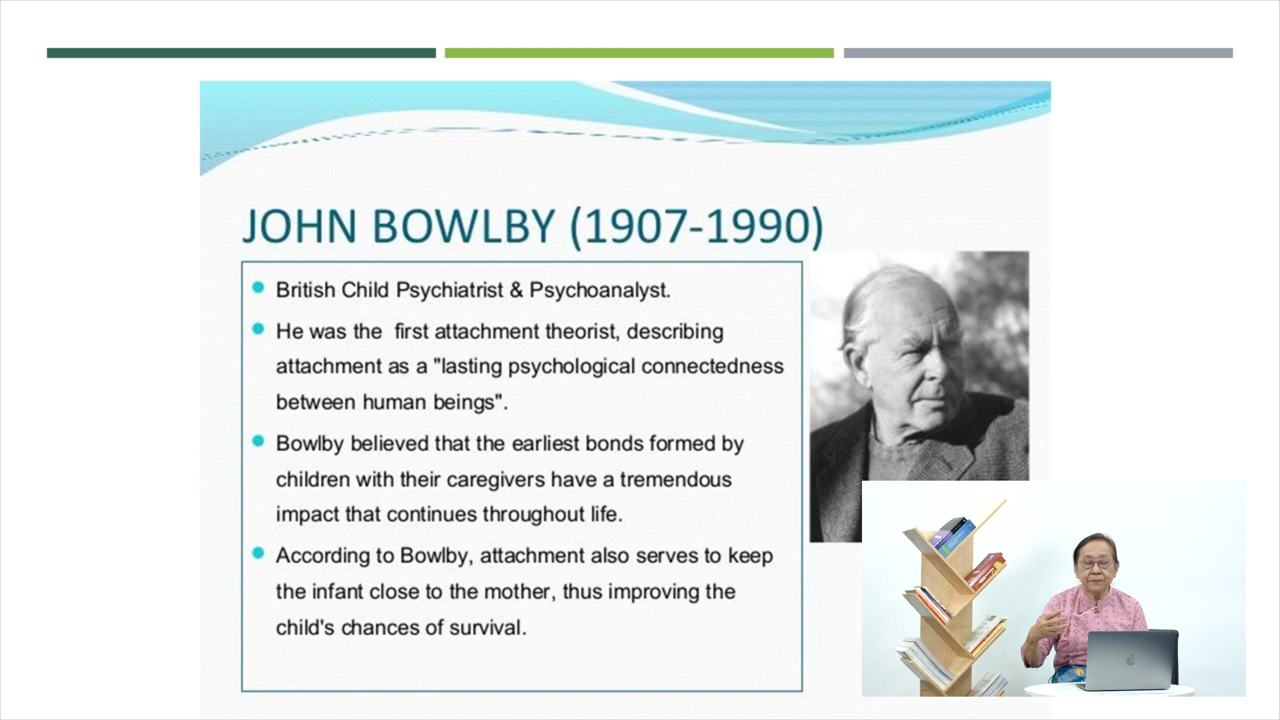 JOHN BOWLBY (1907-1990)
British Child Psychiatrist & Psychoanalyst.
He was the first attachment theorist, describing
attachment as a "lasting psychological connectedness
between human beings".
Bowlby believed that the earliest bonds formed by
children with their caregivers have a tremendous
impact that continues throughout life.
According to Bowlby, attachment also serves to keep
the infant close to the mother, thus improving the
child's chances of survival.